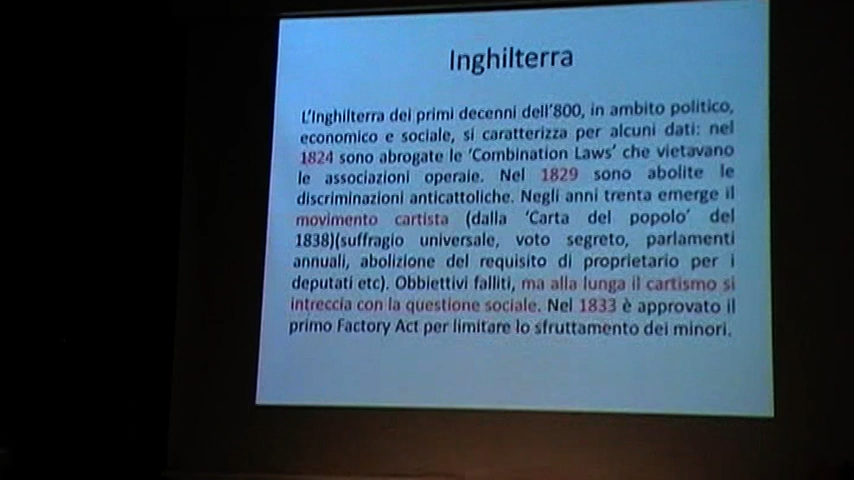 Inghilterra
L'Inghilterra dei primi decenni dell'800, in ambito politico,
economico e sociale, si caratterizza per alcuni dati: nel
1824 sono abrogate le 'Combination Laws' che vietavano
le associazioni operaie. Nel 1829 sono abolite le
discriminazioni anticattoliche. Negli anni trenta emerge il
movimento cartista (dalla 'Carta del popolo' del
1838)(suffragio universale, voto segreto, parlamenti
annuali, abolizione del requisito di proprietario per i
deputati etc). Obbiettivi falliti, ma alla lunga il cartismo si
intreccia con la questione sociale. Nel 1833 è approvato il
primo Factory Act per limitare lo sfruttamento dei minori.